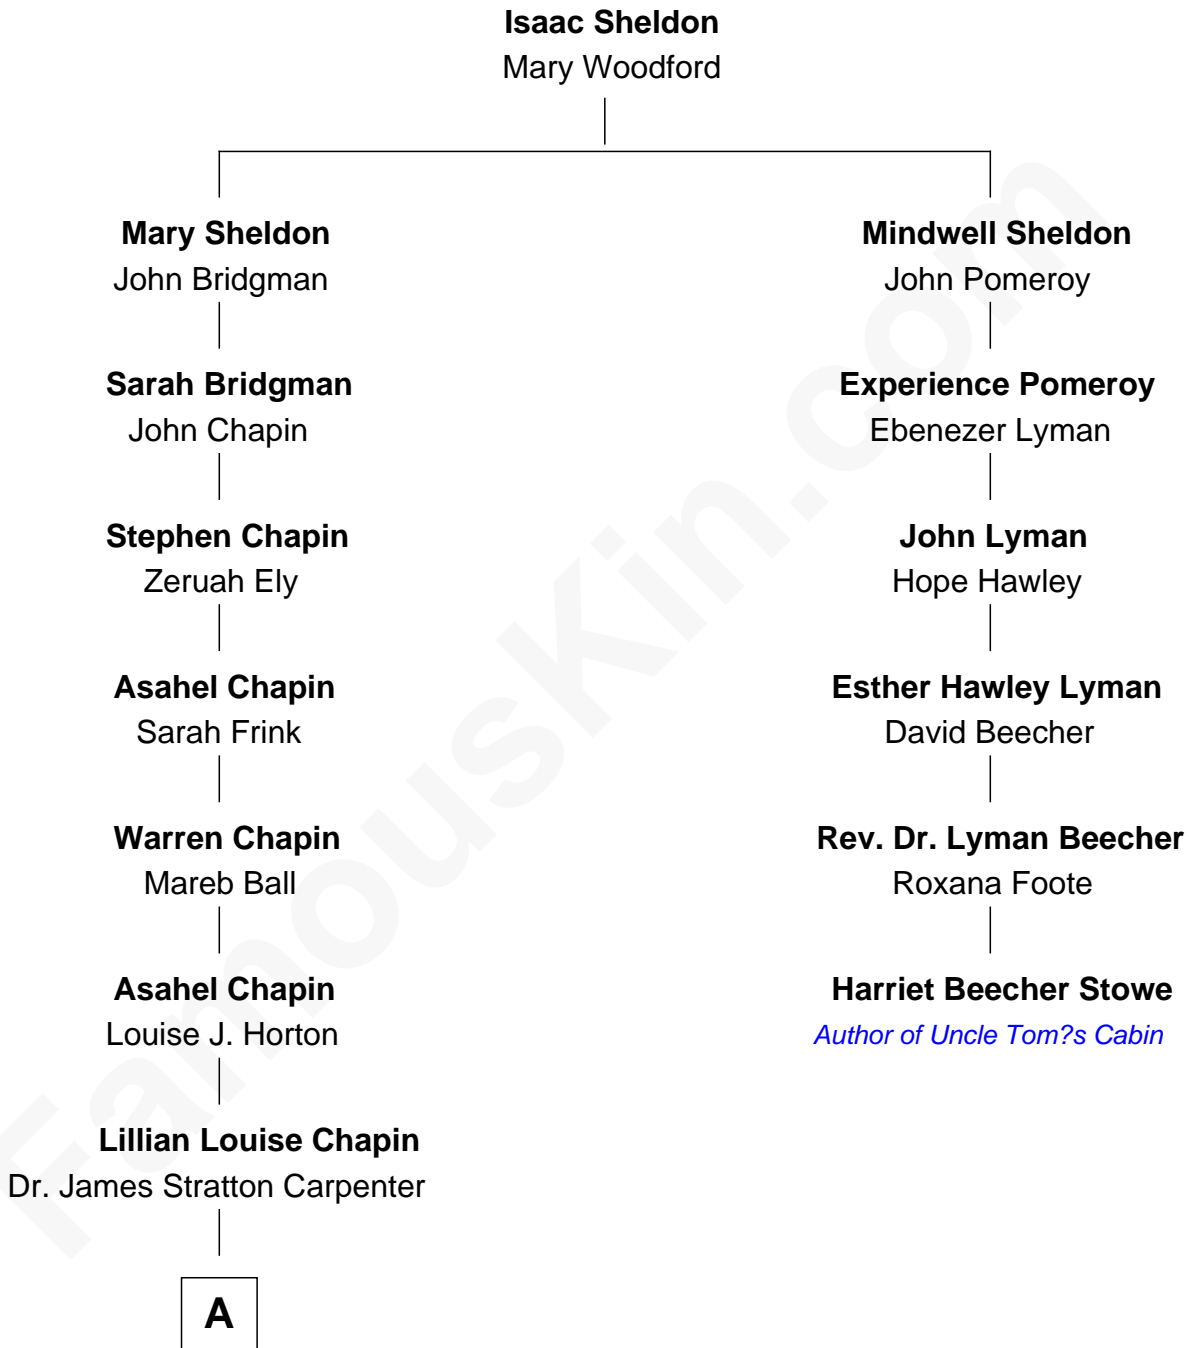 Isaac Sheldon
Mary Woodford
Mary Sheldon
John Bridgman
Mindwell Sheldon
John Pomeroy
Sarah Bridgman
John Chapin
Experience Pomeroy
Ebenezer Lyman
Stephen Chapin
Zeruah Ely
John Lyman
Hope Hawley
Asahel Chapin
Sarah Frink
Esther Hawley Lyman
David Beecher
Warren Chapin
Mareb Ball
Rev. Dr. Lyman Beecher
Roxana Foote
Asahel Chapin
Louise J. Horton
Harriet Beecher Stowe
Author of Uncle Tom?s Cabin
Lillian Louise Chapin
Dr. James Stratton Carpenter
A
FamousKin.com